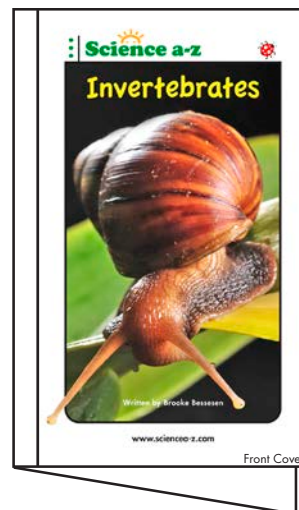 Science a-z
Invertebrates
Written by Brooke Bessesen
www.sciencea-z.com
Front Cove